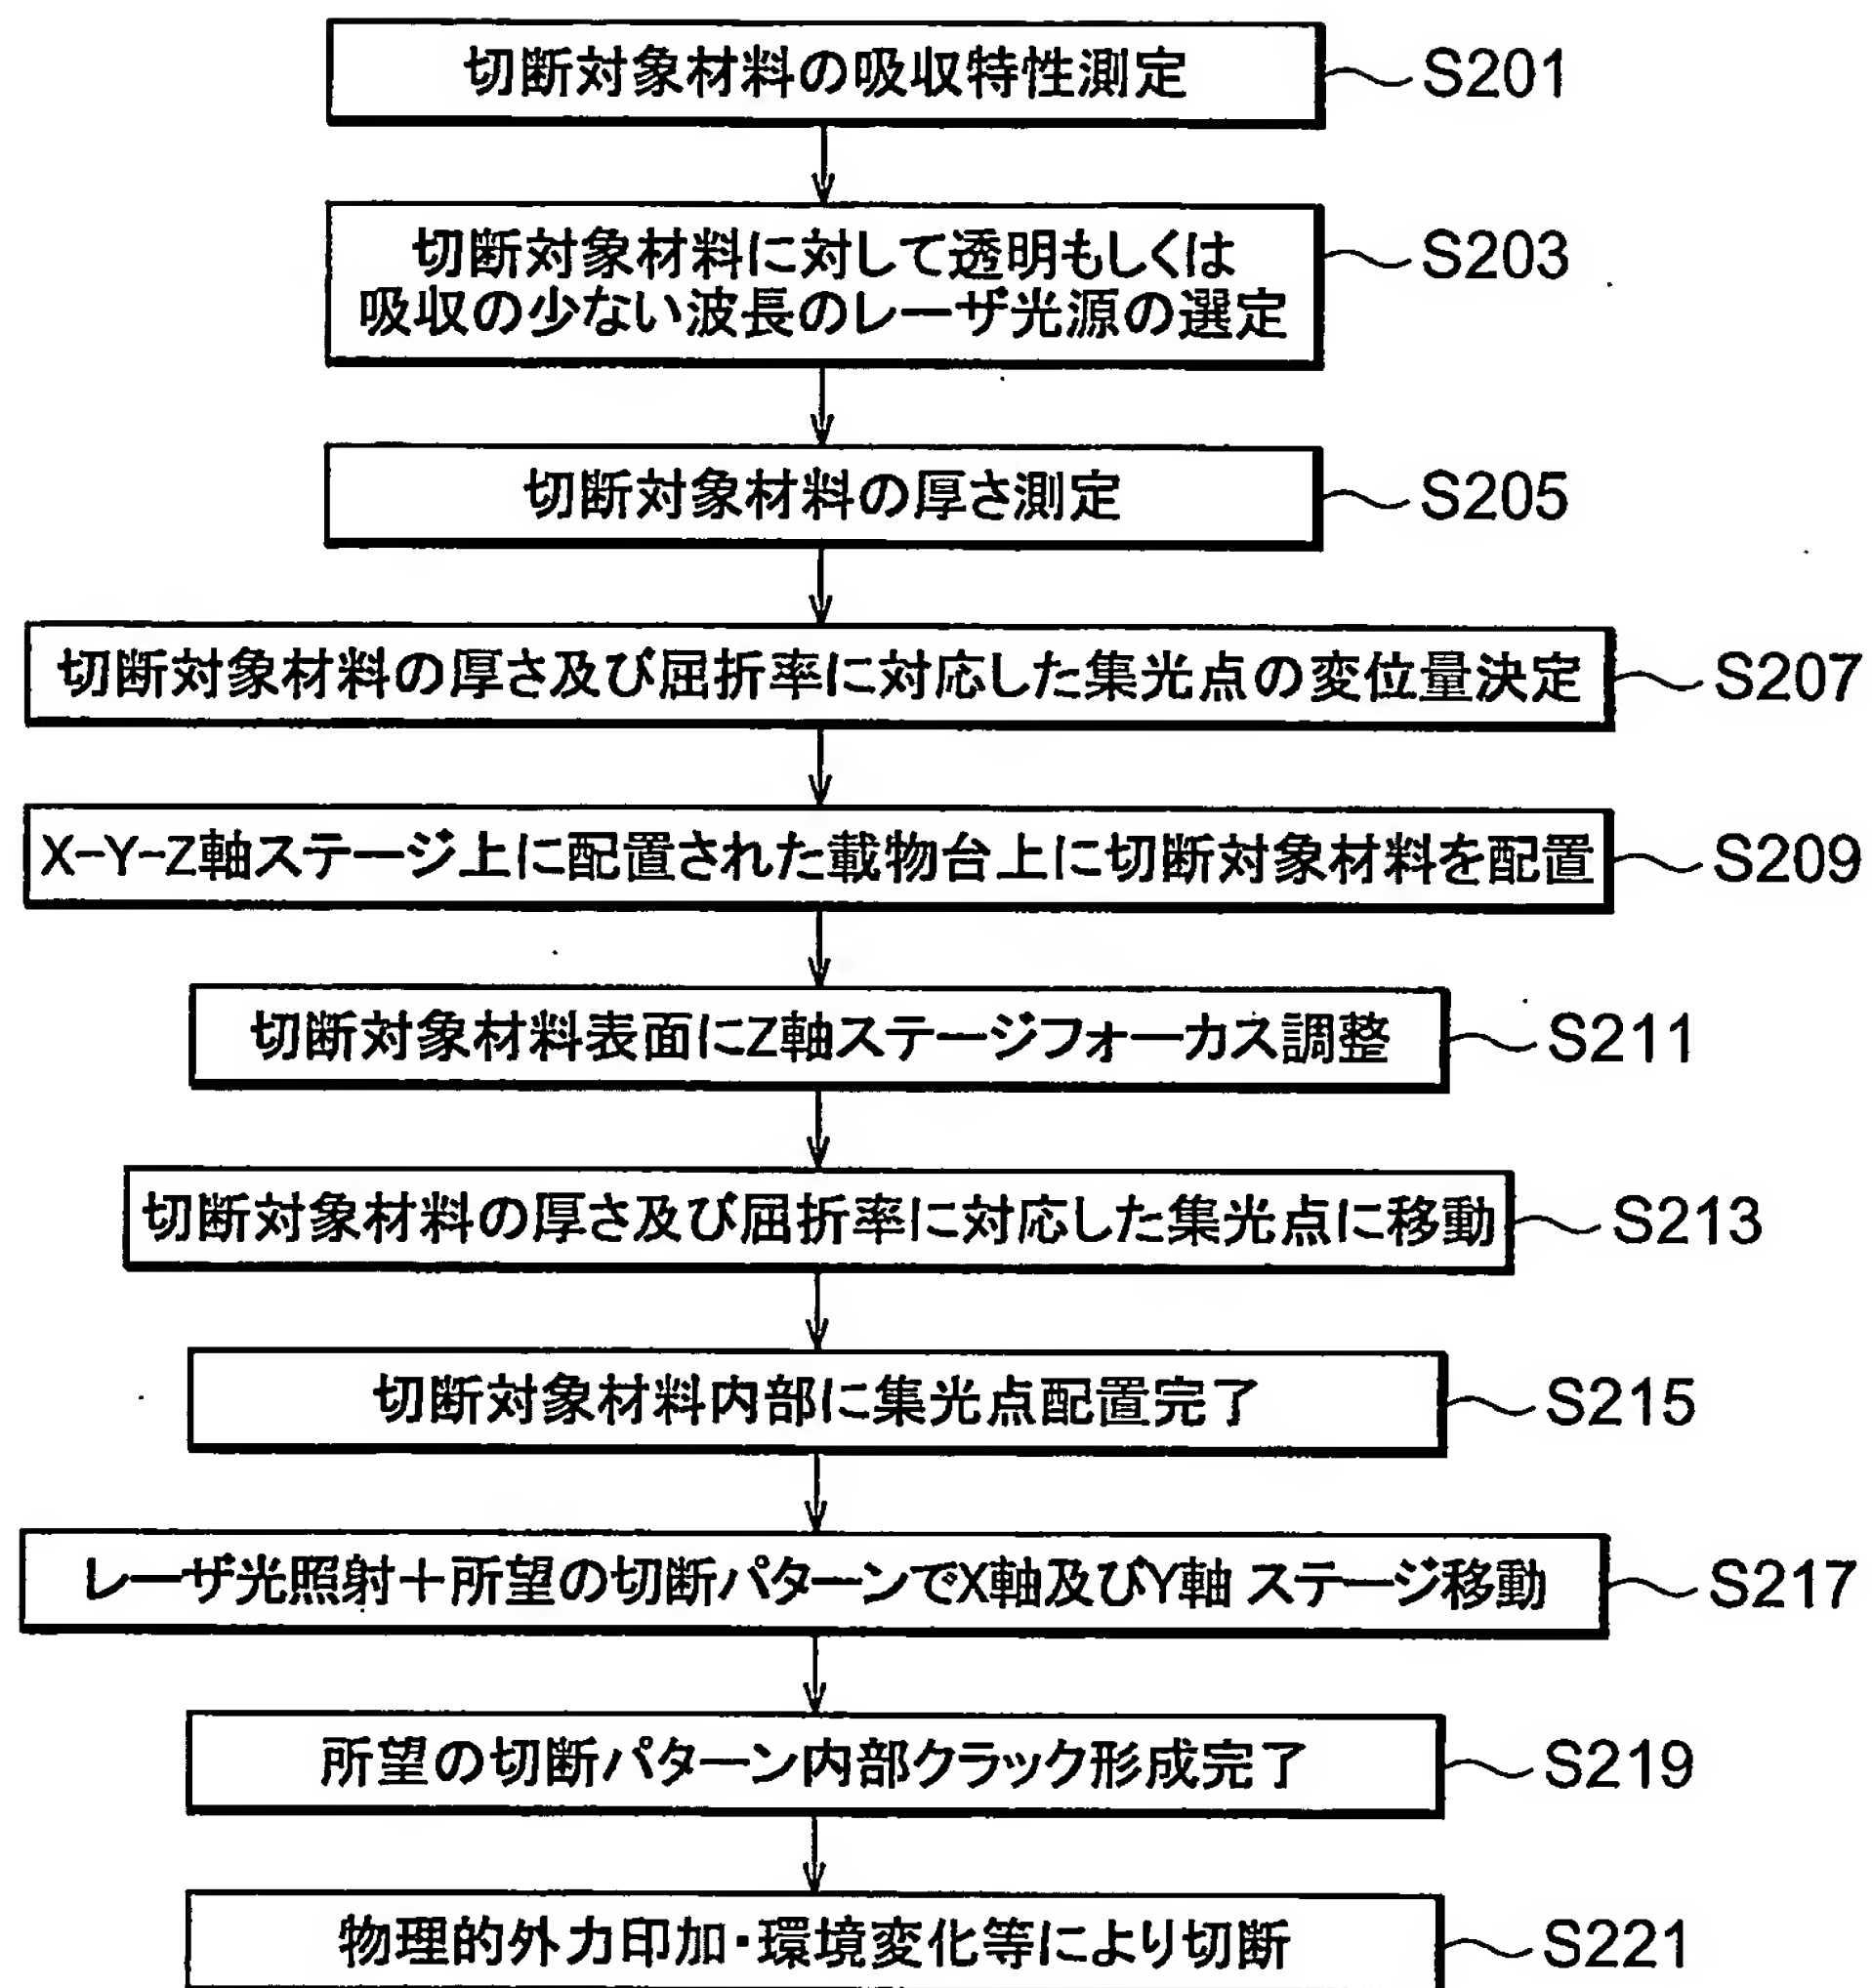 切断対象材料の吸収特性測定
S201
切断対象材料に対して透明もしくは
吸収の少ない波長のレーザ光源の選定
S203
切断対象材料の厚さ測定
S205
切断対象材料の厚さ及び屈折率に対応した集光点の変位量決定
S207
X-Y-Z軸ステージ上に配置された載物台上に切断対象材料を配置
S209
切断対象材料表面にZ軸ステージフォーカス調整
S211
切断対象材料の厚さ及び屈折率に対応した集光点に移動
S213
切断対象材料内部に集光点配置完了
S215
レーザ光照射+所望の切断パターンでX軸及びY軸 ステージ移動
S217
所望の切断パターン内部クラック形成完了
S219
物理的外力印加・環境変化等により切断
S221